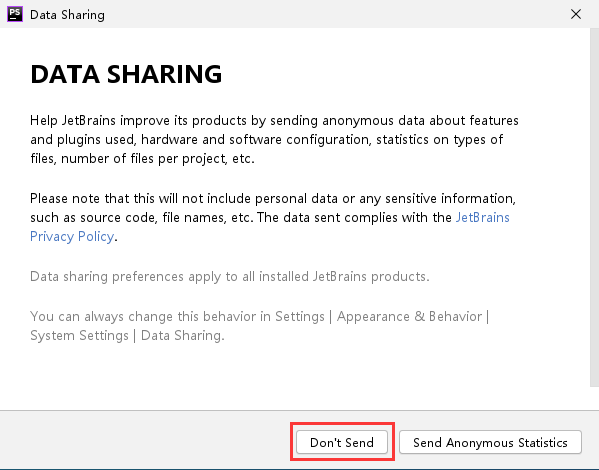 PS Data Sharing
DATA SHARING
Help JetBrains improve its products by sending anonymous data about features
and plugins used, hardware and software configuration, statistics on types of
files, number of files per project, etc.
Please note that this will not include personal data or any sensitive information,
such as source code, file names, etc. The data sent complies with the JetBrains
Privacy Policy.
Data sharing preferences apply to all installed JetBrains products.
You can always change this behavior in Settings | Appearance & Behavior |
System Settings | Data Sharing.
Don't Send Send Anonymous Statistics